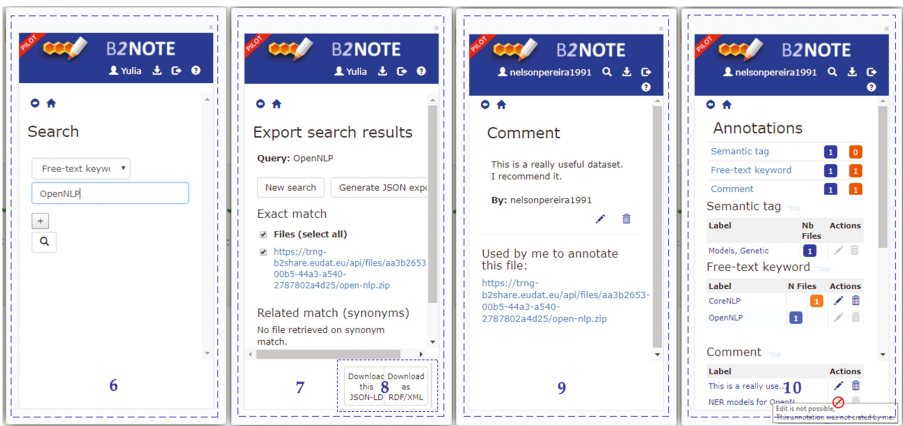 PILOT
B2NOTE
Yulia
Search
Free-text keyw
OpenNLP
+
6
PILOT
B2NOTE
Yulia
Export search results
Query: OpenNLP
New search
Generate JSON expo
Exact match
Files (select all)
https://trng-
b2share.eudat.eu/api/files/aa3b2653
00b5-44a3-a540-
2787802a4d25/open-nlp.zip
Related match (synonyms)
No file retrieved on synonym
match.
7
Download
this
JSON-LD
8
Download
as
RDF/XML
PILOT
B2NOTE
nelsonpereira1991
Comment
This is a really useful dataset.
I recommend it.
By: nelsonpereira1991
Used by me to annotate
this file:
https://trng-
b2share.eudat.eu/api/files/aa3b2653-
00b5-44a3-a540-
2787802a4d25/open-nlp.zip
9
PILOT
B2NOTE
nelsonpereira1991
Annotations
Semantic tag 1 0
Free-text keyword 1 1
Comment 1 1
Semantic tag ^top
Label Nb Files Actions
Models, Genetic 1
Free-text keyword ^top
Label N Files Actions
CoreNLP 1
OpenNLP 1
Comment ^top
Label Actions
This is a really use..
10
NER models for OpenN
Edit is not possible,
This annotation was not crated by me.